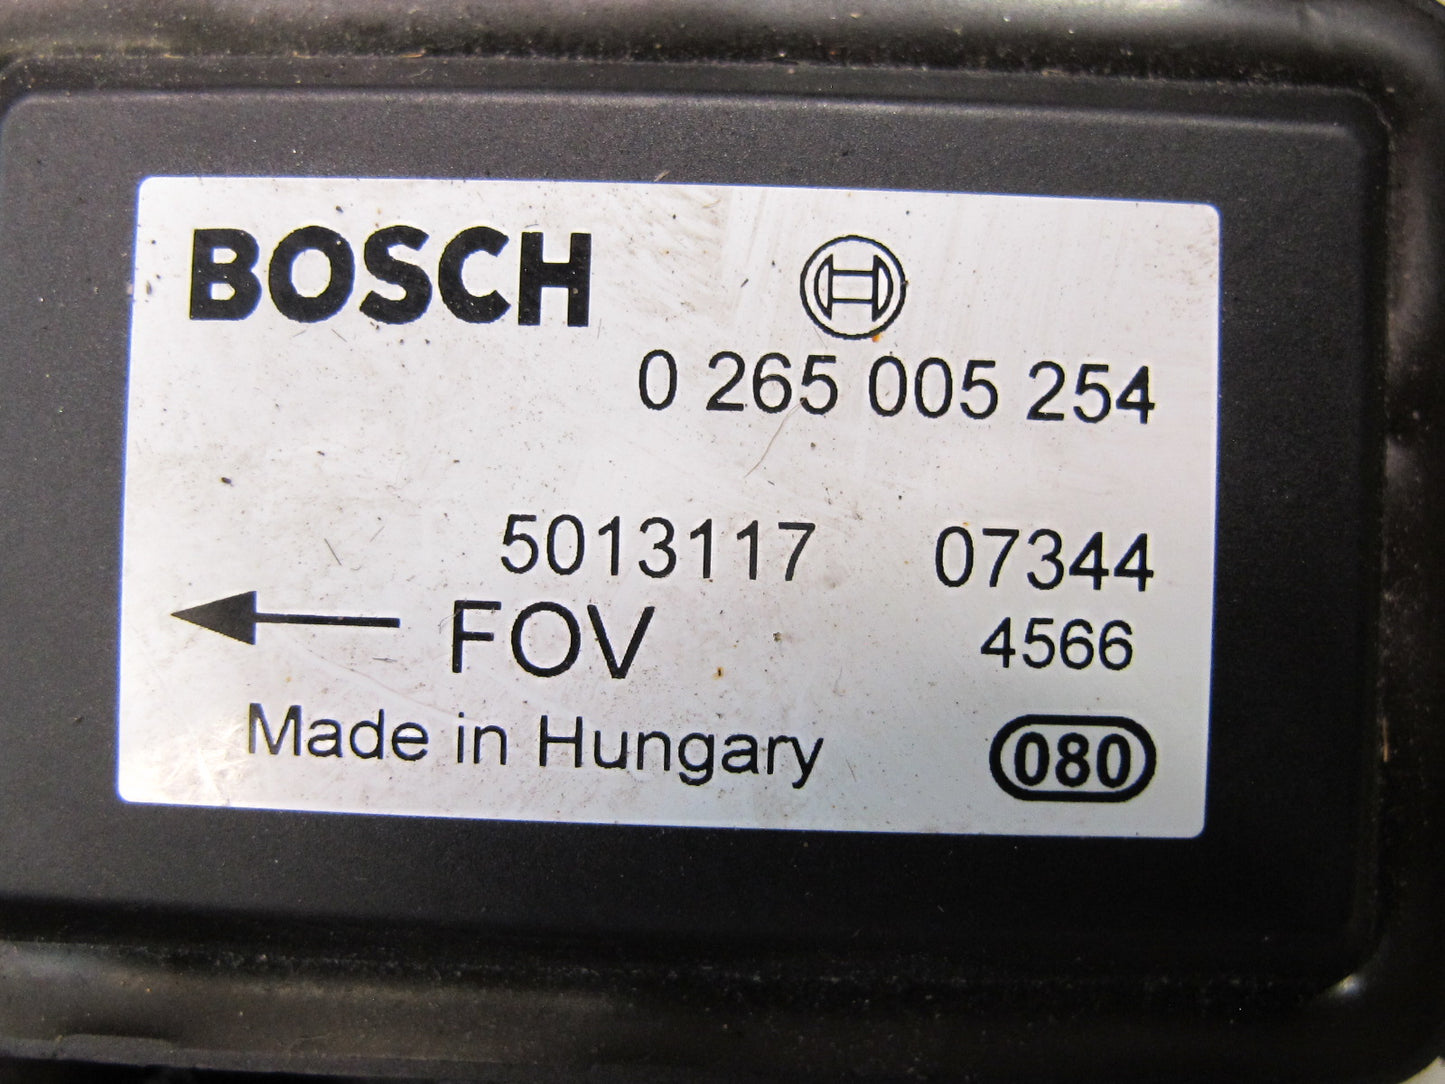 BOSCH
0 265 005 254
5013117 07344
FOV 4566
Made in Hungary 080